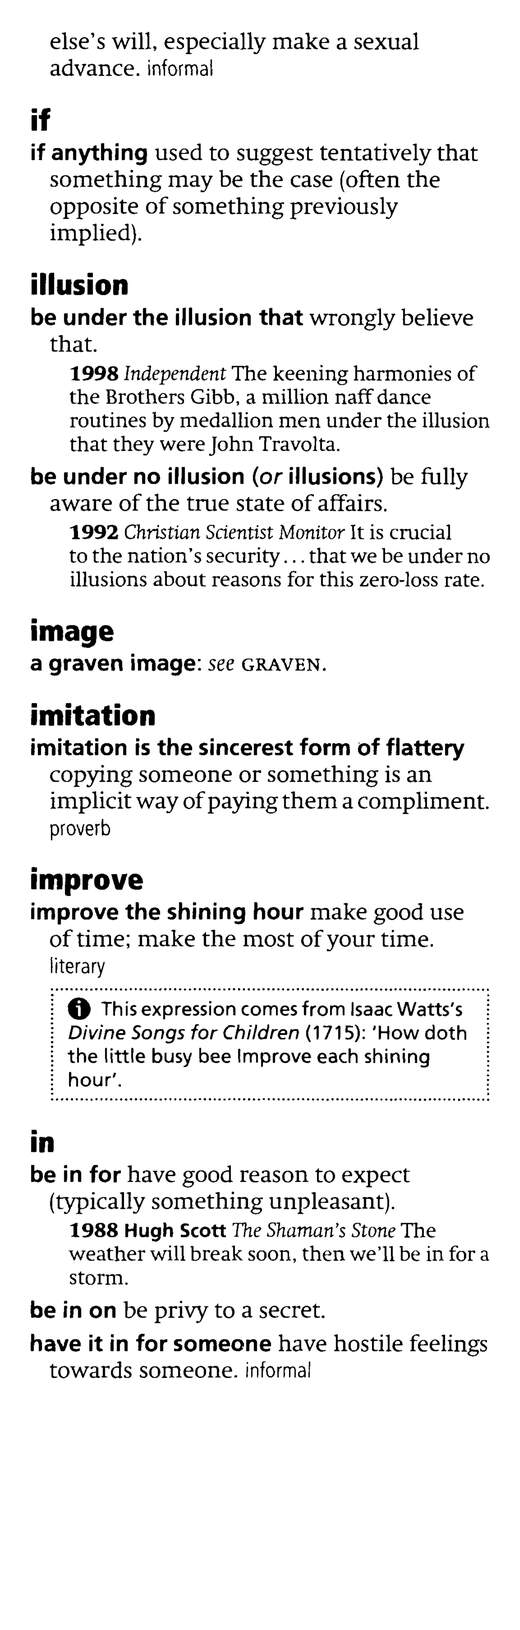 else's will, especially make a sexual
advance. informal
if
if anything used to suggest tentatively that
something may be the case (often the
opposite of something previously
implied).
illusion
be under the illusion that wrongly believe
that.
1998 Independent The keening harmonies of
the Brothers Gibb, a million naff dance
routines by medallion men under the illusion
that they were John Travolta.
be under no illusion (or illusions) be fully
aware of the true state of affairs.
1992 Christian Scientist Monitor It is crucial
to the nation's security... that we be under no
illusions about reasons for this zero-loss rate.
image
a graven image: see GRAVEN.
imitation
imitation is the sincerest form of flattery
copying someone or something is an
implicit way of paying them a compliment.
proverb
improve
improve the shining hour make good use
of time; make the most of your time.
literary
i This expression comes from Isaac Watts's
Divine Songs for Children (1715): 'How doth
the little busy bee Improve each shining
hour'.
in
be in for have good reason to expect
(typically something unpleasant).
1988 Hugh Scott The Shaman's Stone The
weather will break soon, then we'll be in for a
storm.
be in on be privy to a secret.
have it in for someone have hostile feelings
towards someone. informal